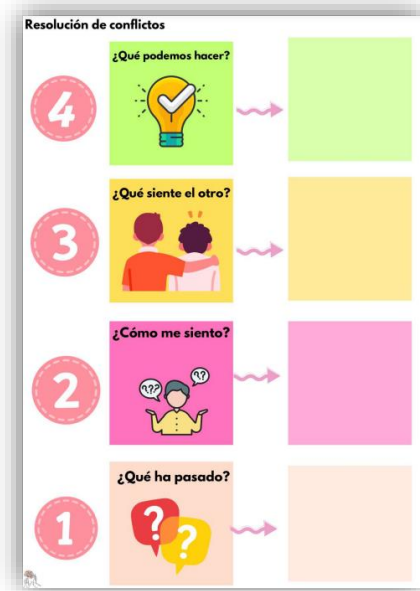 Resolución de conflictos
4
¿Qué podemos hacer?
3
¿Qué siente el otro?
2
¿Cómo me siento?
???
??
1
¿Qué ha pasado?
?
?